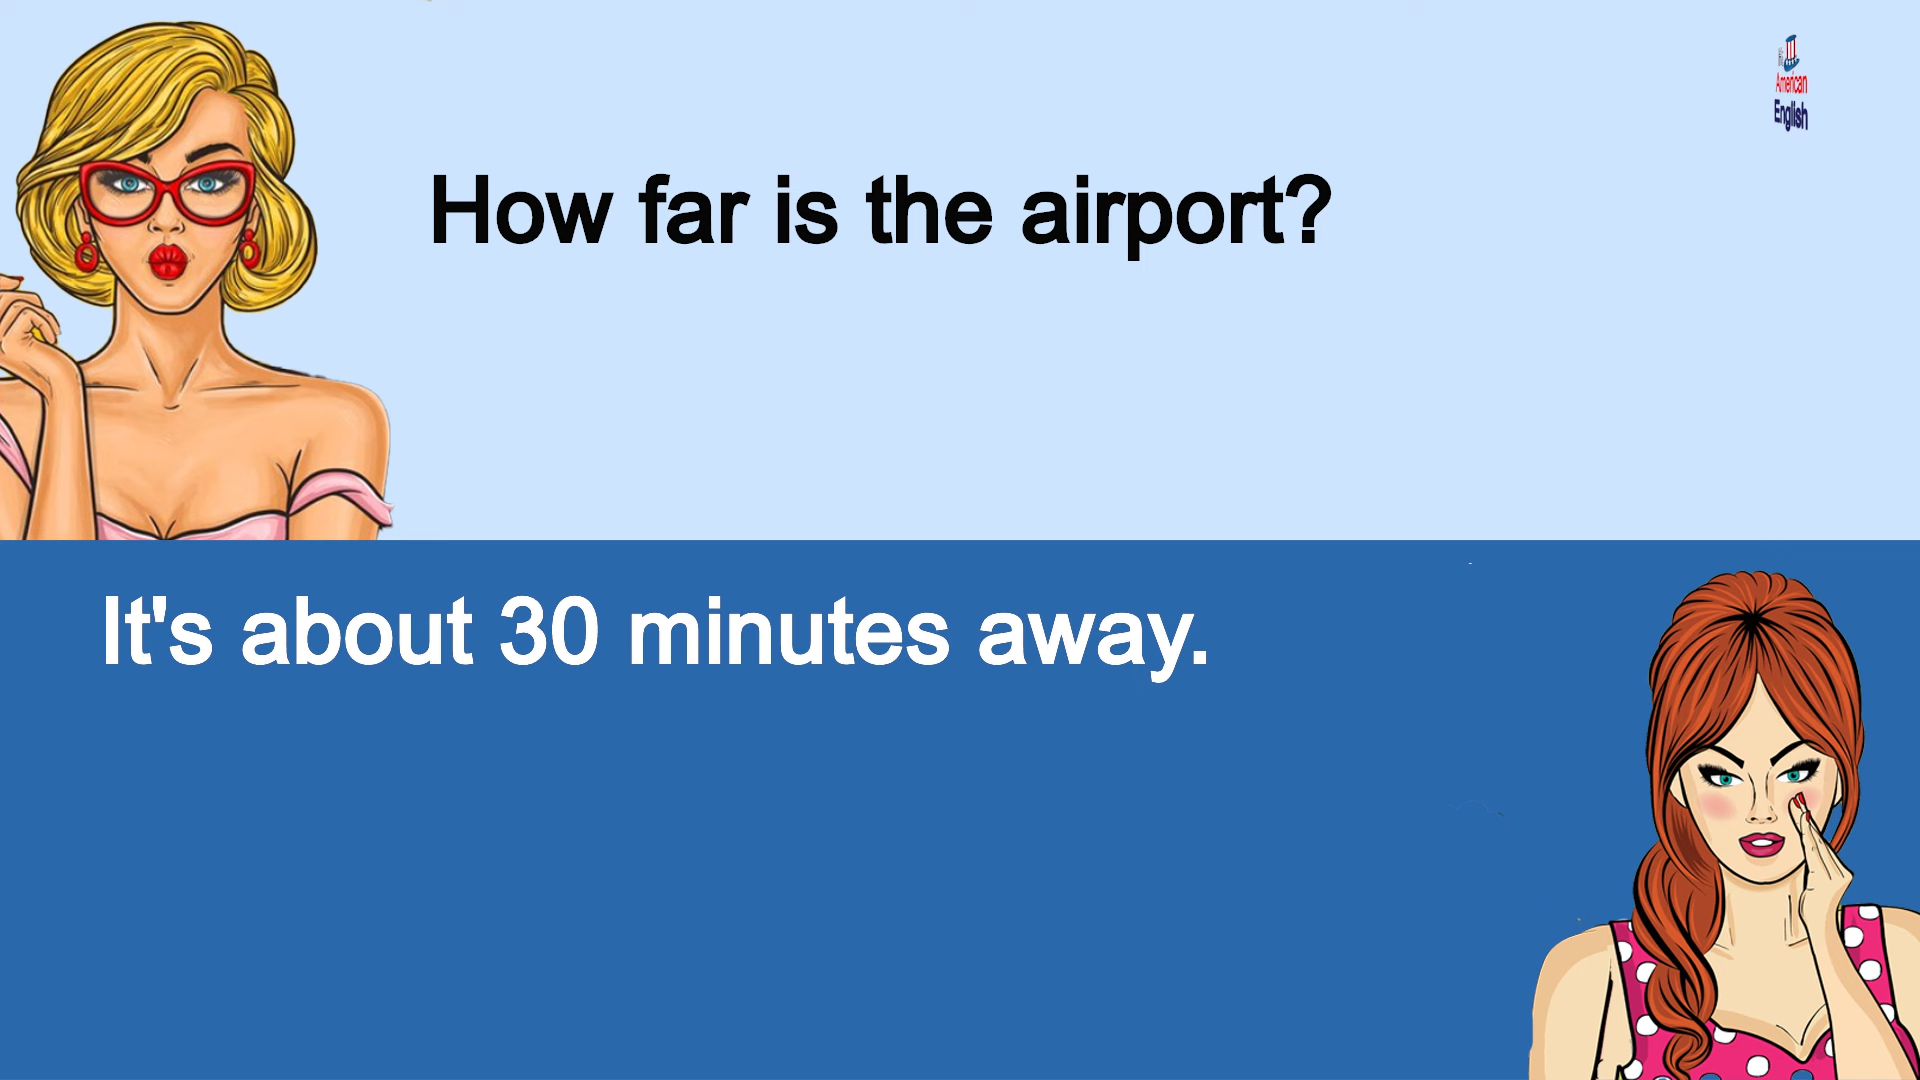 American
English
How far is the airport?
It's about 30 minutes away.